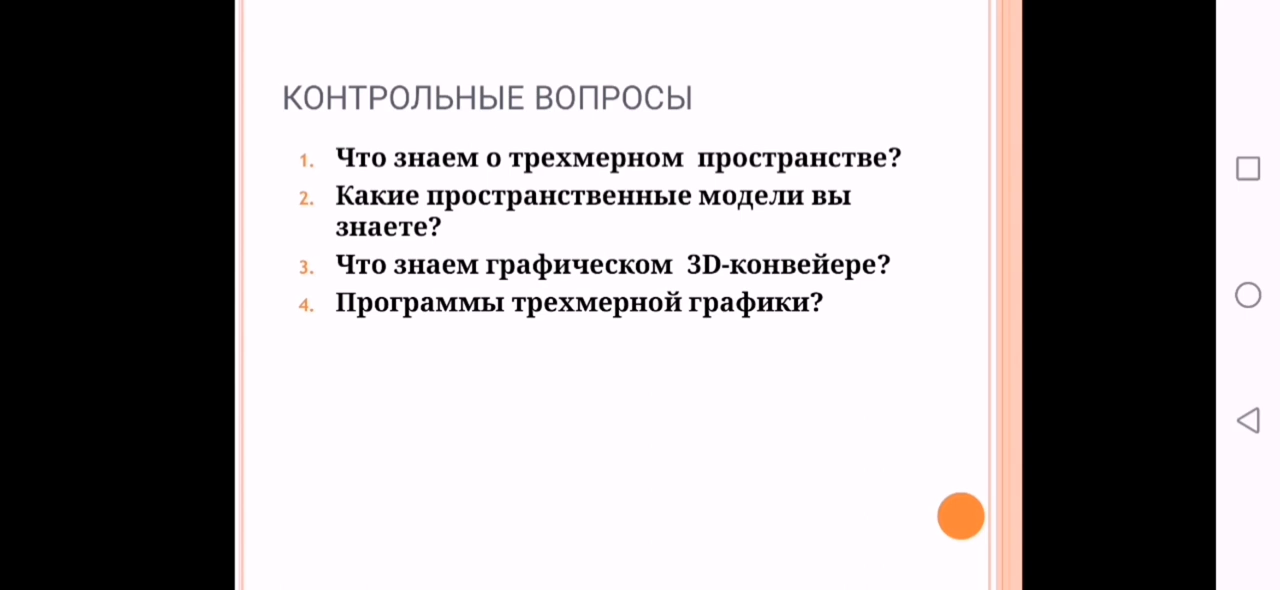 КОНТРОЛЬНЫЕ ВОПРОСЫ
1. Что знаем о трехмерном пространстве?
2. Какие пространственные модели вы
знаете?
3. Что знаем графическом 3D-конвейере?
4. Программы трехмерной графики?